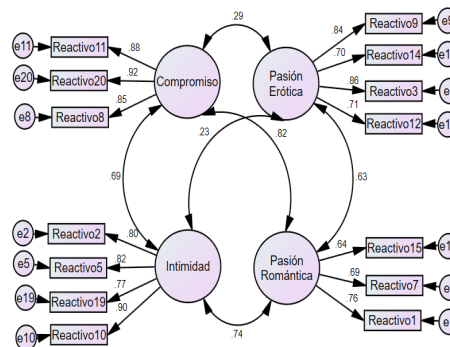 .29
e11 Reactivo11 .88
e20 Reactivo20 .92
e8 Reactivo8 .85
Compromiso
Pasión
Erótica
.84 Reactivo9
.70 Reactivo14
.86 Reactivo3
.71 Reactivo12
.23 .82
.69 .63
e2 Reactivo2 .80
e5 Reactivo5 .82
e19 Reactivo19 .77
e10 Reactivo10 .90
Intimidad
Pasión
Romántica
.64 Reactivo15
.69 Reactivo7
.76 Reactivo1
.74